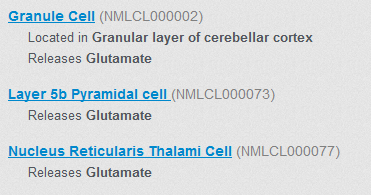 Granule Cell (NMLCL000002)
Located in Granular layer of cerebellar cortex
Releases Glutamate
Layer 5b Pyramidal cell (NMLCL000073)
Releases Glutamate
Nucleus Reticularis Thalami Cell (NMLCL000077)
Releases Glutamate